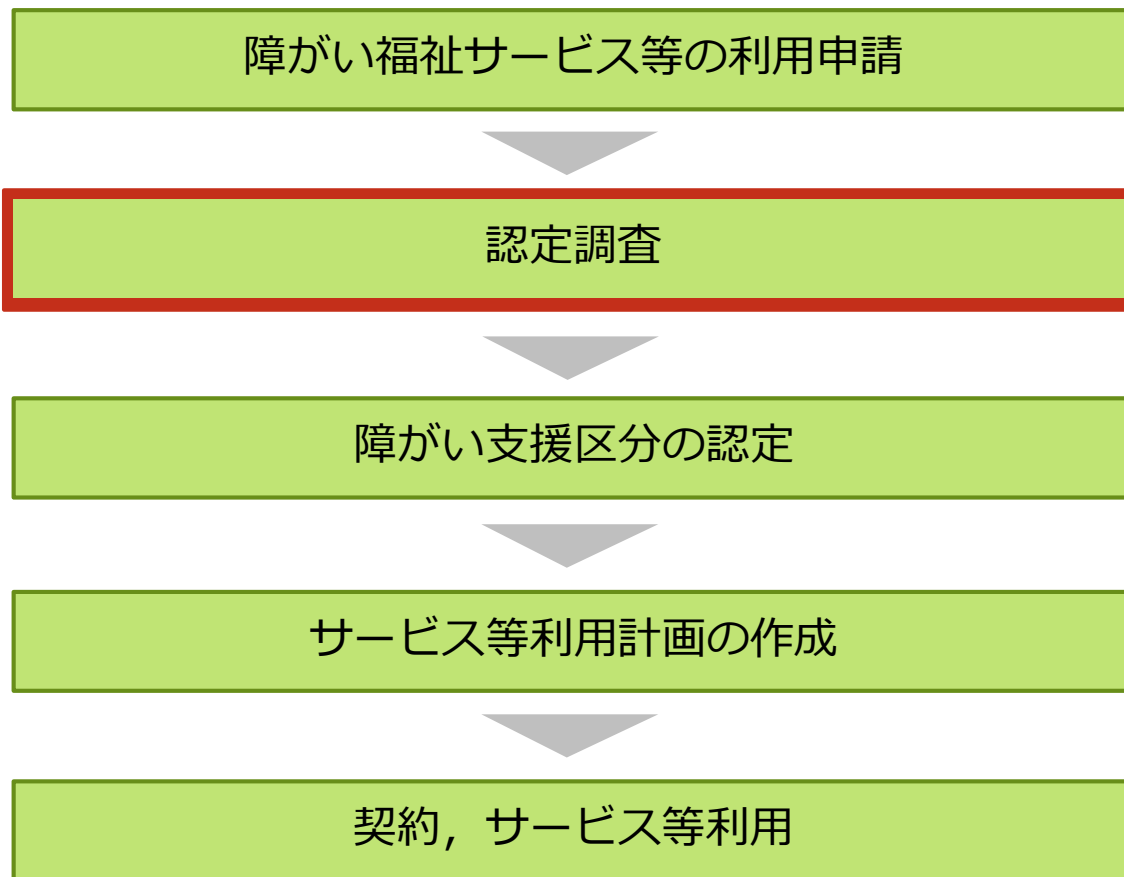 障がい福祉サービス等の利用申請
認定調査
障がい支援区分の認定
サービス等利用計画の作成
契約，サービス等利用